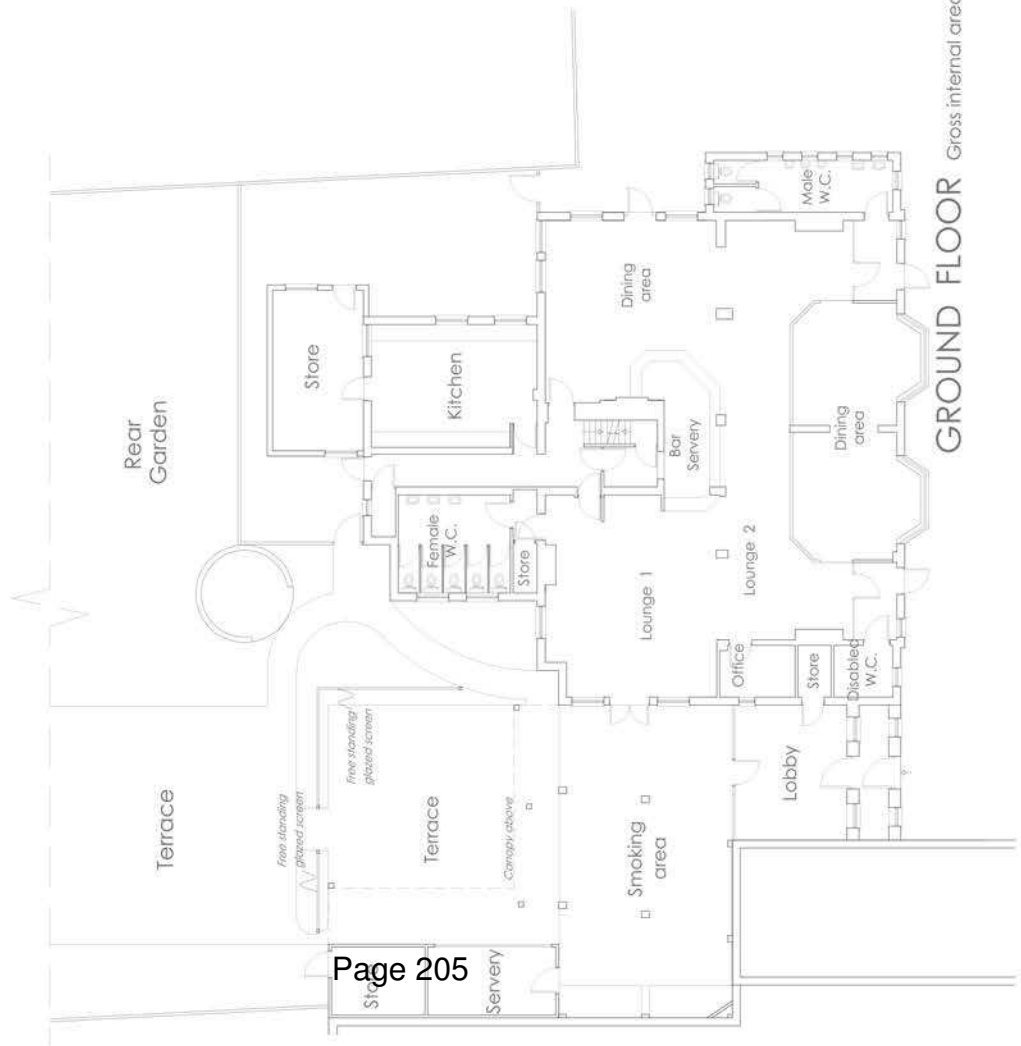 Rear
Garden
Terrace
Store
Kitchen
Female
W.C.
Store
Free standing
glazed screen
Free standing
glazed screen
Terrace
Canopy above
Store
Servery
Page 205
Smoking
area
Lobby
Lounge 1
Lounge 2
Office
Store
Disabled
W.C.
Bar
Servery
Dining
area
Dining
area
Male
W.C.
GROUND FLOOR Gross internal area